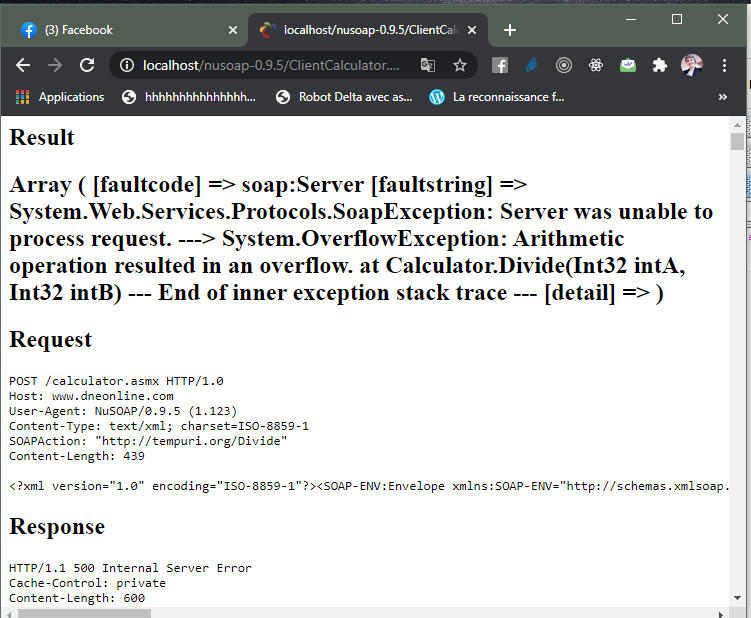 (3) Facebook
localhost/nusoap-0.9.5/ClientCalc
localhost/nusoap-0.9.5/ClientCalculator....
Applications
hhhhhhhhhhhhhh...
Robot Delta avec as...
La reconnaissance f...
»
Result
Array ( [faultcode] => soap:Server [faultstring] =>
System.Web.Services.Protocols.SoapException: Server was unable to
process request. ---> System.OverflowException: Arithmetic
operation resulted in an overflow. at Calculator.Divide(Int32 intA,
Int32 intB) --- End of inner exception stack trace --- [detail] => )
Request
POST /calculator.asmx HTTP/1.0
Host: www.dneonline.com
User-Agent: NuSOAP/0.9.5 (1.123)
Content-Type: text/xml; charset=ISO-8859-1
SOAPAction: "http://tempuri.org/Divide"
Content-Length: 439
<?xml version="1.0" encoding="ISO-8859-1"?><SOAP-ENV:Envelope xmlns:SOAP-ENV="http://schemas.xmlsoap.
Response
HTTP/1.1 500 Internal Server Error
Cache-Control: private
Content-Length: 600